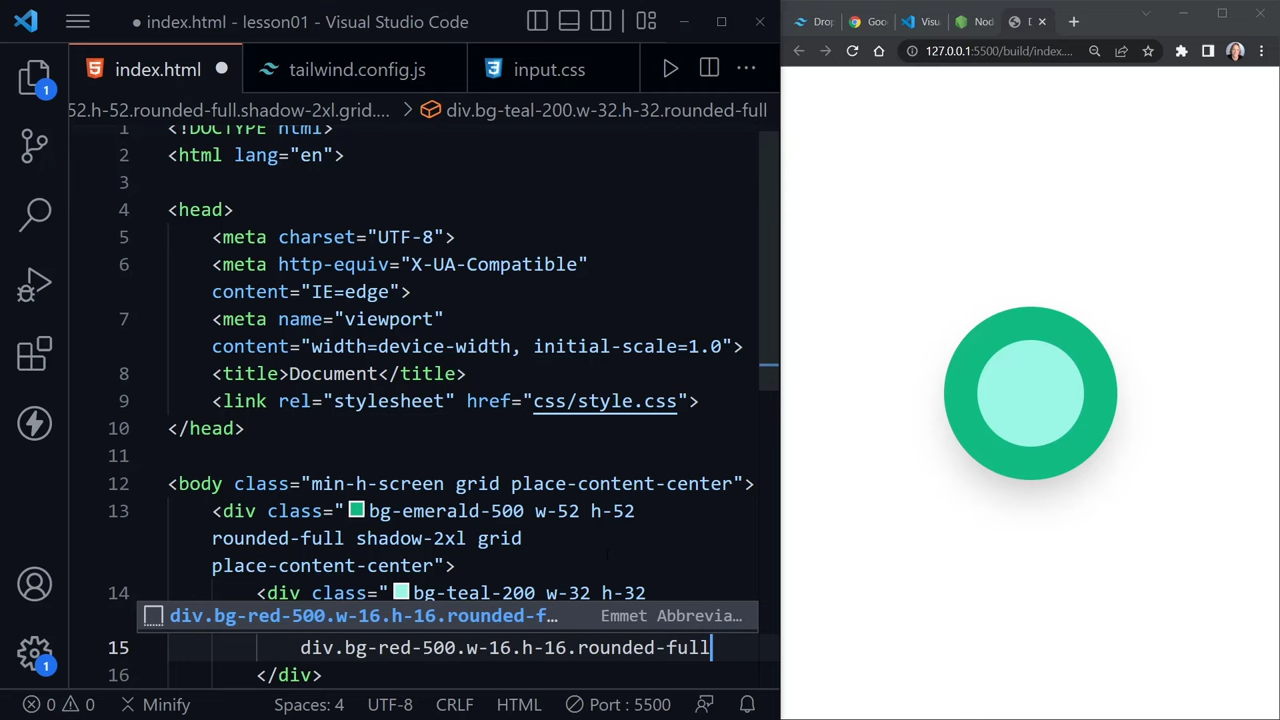 ● index.html - lesson01 - Visual Studio Code
index.html ●
tailwind.config.js
input.css
52.h-52.rounded-full.shadow-2xl.grid.... > div.bg-teal-200.w-32.h-32.rounded-full
1 <!DOCTYPE html>
2 <html lang="en">
3
4 <head>
5 <meta charset="UTF-8">
6 <meta http-equiv="X-UA-Compatible"
content="IE=edge">
7 <meta name="viewport"
content="width=device-width, initial-scale=1.0">
8 <title>Document</title>
9 <link rel="stylesheet" href="css/style.css">
10 </head>
11
12 <body class="min-h-screen grid place-content-center">
13 <div class="bg-emerald-500 w-52 h-52
rounded-full shadow-2xl grid
place-content-center">
14 <div class="bg-teal-200 w-32 h-32
div.bg-red-500.w-16.h-16.rounded-f... Emmet Abbrevia...
15 div.bg-red-500.w-16.h-16.rounded-full
16 </div>
1
1
0 0 Minify Spaces: 4 UTF-8 CRLF HTML Port : 5500
Drop Goo Visu Nod
127.0.0.1:5500/build/index....